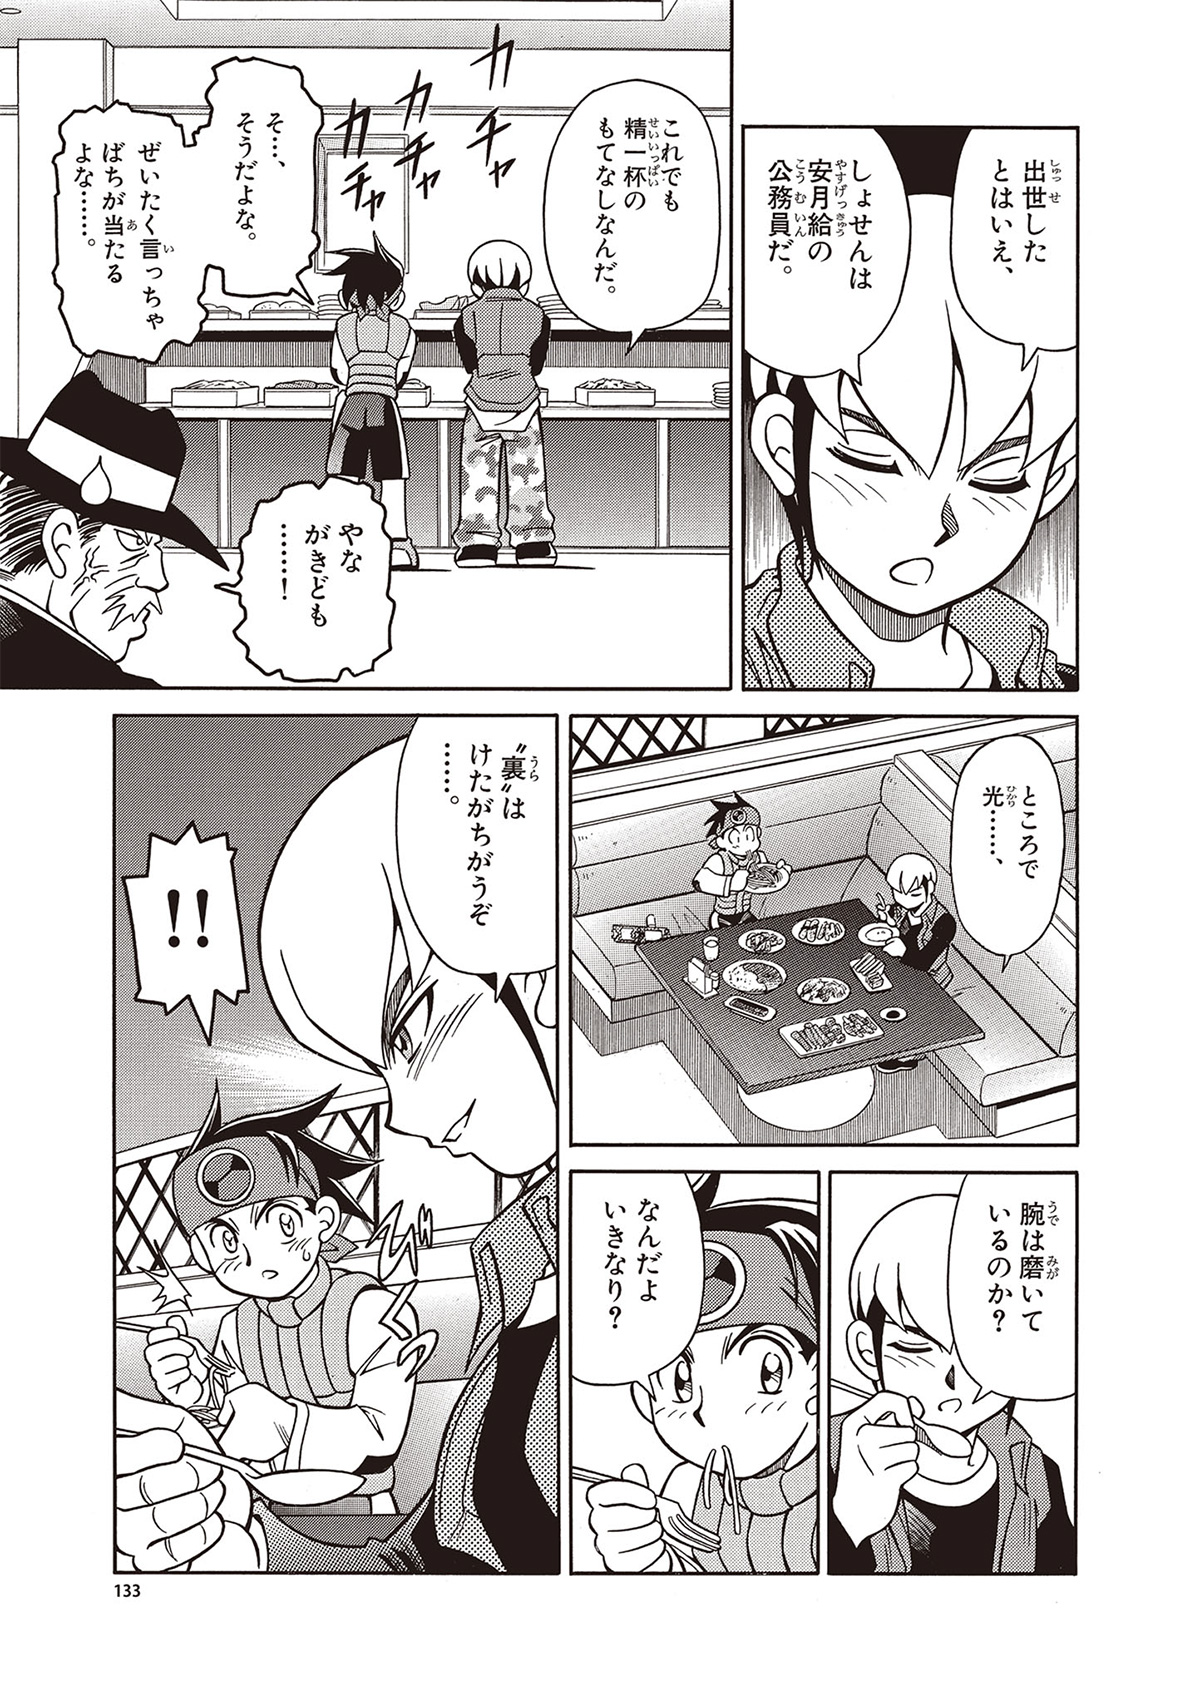 出世した
とはいえ、
しょせんは
安月給の
公務員だ。
これでも
精一杯の
もてなしなんだ。
カチャ
カチャ
カチャ
そ…、
そうだよな。
ぜいたく言っちゃ
ばちが当たる
よな……。
やな
がきども
……!
ところで
光……、
腕は磨いて
いるのか?
なんだよ
いきなり?
〝裏〟は
けたがちがうぞ
……。
!!
133